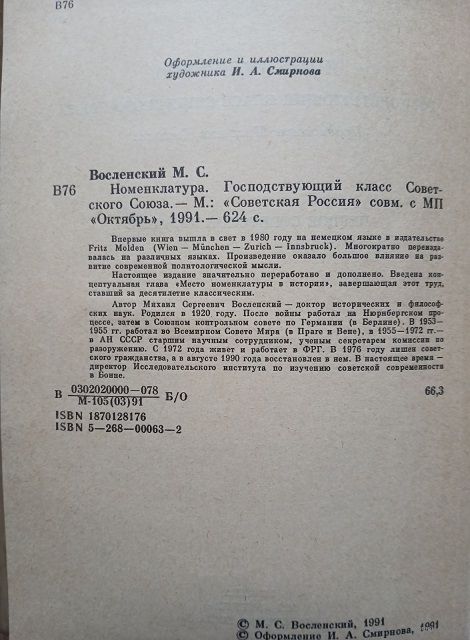 В76
Оформление и иллюстрации
художника И. А. Смирнова
Восленский М. С.
В76 Номенклатура. Господствующий класс Совет-
ского Союза.— М.: «Советская Россия» совм. с МП
«Октябрь», 1991.— 624 с.
Впервые книга вышла в свет в 1980 году на немецком языке в издательстве
Fritz Molden (Wien — München — Zurich — Innsbruck). Многократно переизда-
валась на различных языках. Произведение оказало большое влияние на раз-
витие современной политологической мысли.
Настоящее издание значительно переработано и дополнено. Введена кон-
цептуальная глава «Место номенклатуры в истории», завершающая этот труд,
ставший за десятилетие классическим.
Автор Михаил Сергеевич Восленский — доктор исторических и философ-
ских наук. Родился в 1920 году. После войны работал на Нюрнбергском про-
цессе, затем в Союзном контрольном совете по Германии (в Берлине). В 1953—
1955 гг. работал во Всемирном Совете Мира (в Праге и Вене), в 1955—1972 гг.—
в АН СССР старшим научным сотрудником, ученым секретарем комиссии по
разоружению. С 1972 года живет и работает в ФРГ. В 1976 году лишен совет-
ского гражданства, а в августе 1990 года восстановлен в нем. В настоящее время —
директор Исследовательского института по изучению советской современности
в Бонне.
В 0302020000—078 Б/О 66,3
М-105(03)91
ISBN 1870128176
ISBN 5—268—00063—2
© М. С. Восленский, 1991
© Оформление И. А. Смирнова, 1991